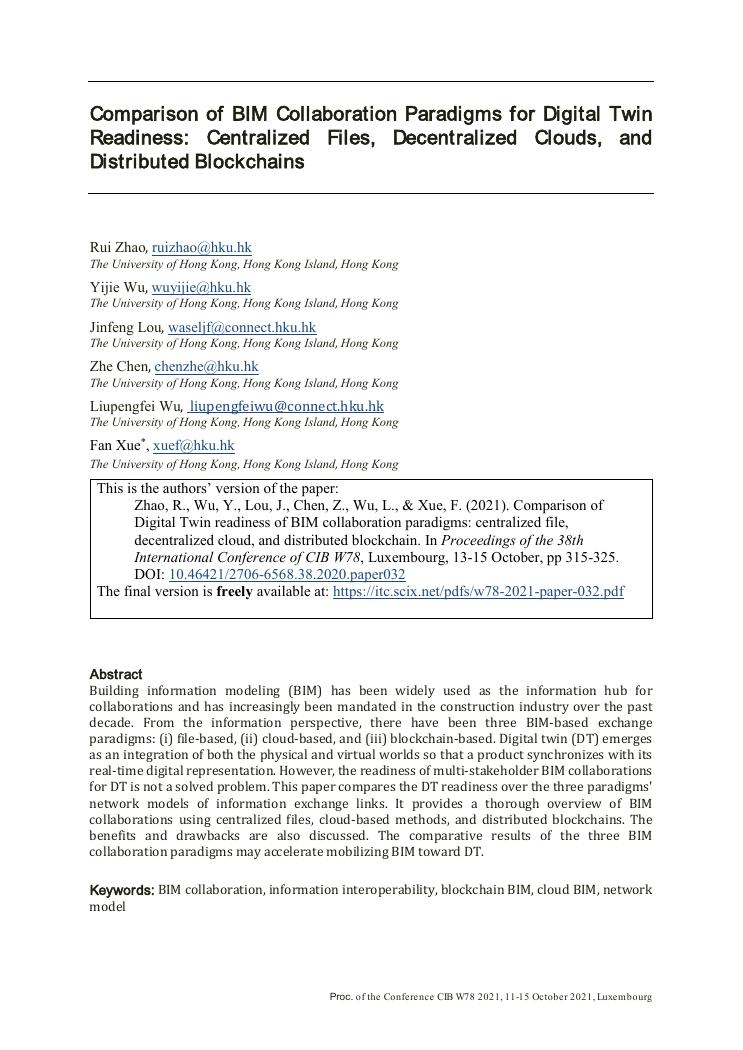 Comparison of BIM Collaboration Paradigms for Digital Twin
Readiness: Centralized Files, Decentralized Clouds, and
Distributed Blockchains
Rui Zhao, ruizhao@hku.hk
The University of Hong Kong, Hong Kong Island, Hong Kong
Yijie Wu, wuyijie@hku.hk
The University of Hong Kong, Hong Kong Island, Hong Kong
Jinfeng Lou, waseljf@connect.hku.hk
The University of Hong Kong, Hong Kong Island, Hong Kong
Zhe Chen, chenzhe@hku.hk
The University of Hong Kong, Hong Kong Island, Hong Kong
Liupengfei Wu, liupengfeiwu@connect.hku.hk
The University of Hong Kong, Hong Kong Island, Hong Kong
Fan Xue*, xuef@hku.hk
The University of Hong Kong, Hong Kong Island, Hong Kong
This is the authors' version of the paper:
Zhao, R., Wu, Y., Lou, J., Chen, Z., Wu, L., & Xue, F. (2021). Comparison of
Digital Twin readiness of BIM collaboration paradigms: centralized file,
decentralized cloud, and distributed blockchain. In Proceedings of the 38th
International Conference of CIB W78, Luxembourg, 13-15 October, pp 315-325.
DOI: 10.46421/2706-6568.38.2020.paper032
The final version is freely available at: https://itc.scix.net/pdfs/w78-2021-paper-032.pdf
Abstract
Building information modeling (BIM) has been widely used as the information hub for
collaborations and has increasingly been mandated in the construction industry over the past
decade. From the information perspective, there have been three BIM-based exchange
paradigms: (i) file-based, (ii) cloud-based, and (iii) blockchain-based. Digital twin (DT) emerges
as an integration of both the physical and virtual worlds so that a product synchronizes with its
real-time digital representation. However, the readiness of multi-stakeholder BIM collaborations
for DT is not a solved problem. This paper compares the DT readiness over the three paradigms'
network models of information exchange links. It provides a thorough overview of BIM
collaborations using centralized files, cloud-based methods, and distributed blockchains. The
benefits and drawbacks are also discussed. The comparative results of the three BIM
collaboration paradigms may accelerate mobilizing BIM toward DT.
Keywords: BIM collaboration, information interoperability, blockchain BIM, cloud BIM, network
model
Proc. of the Conference CIB W78 2021, 11-15 October 2021, Luxembourg